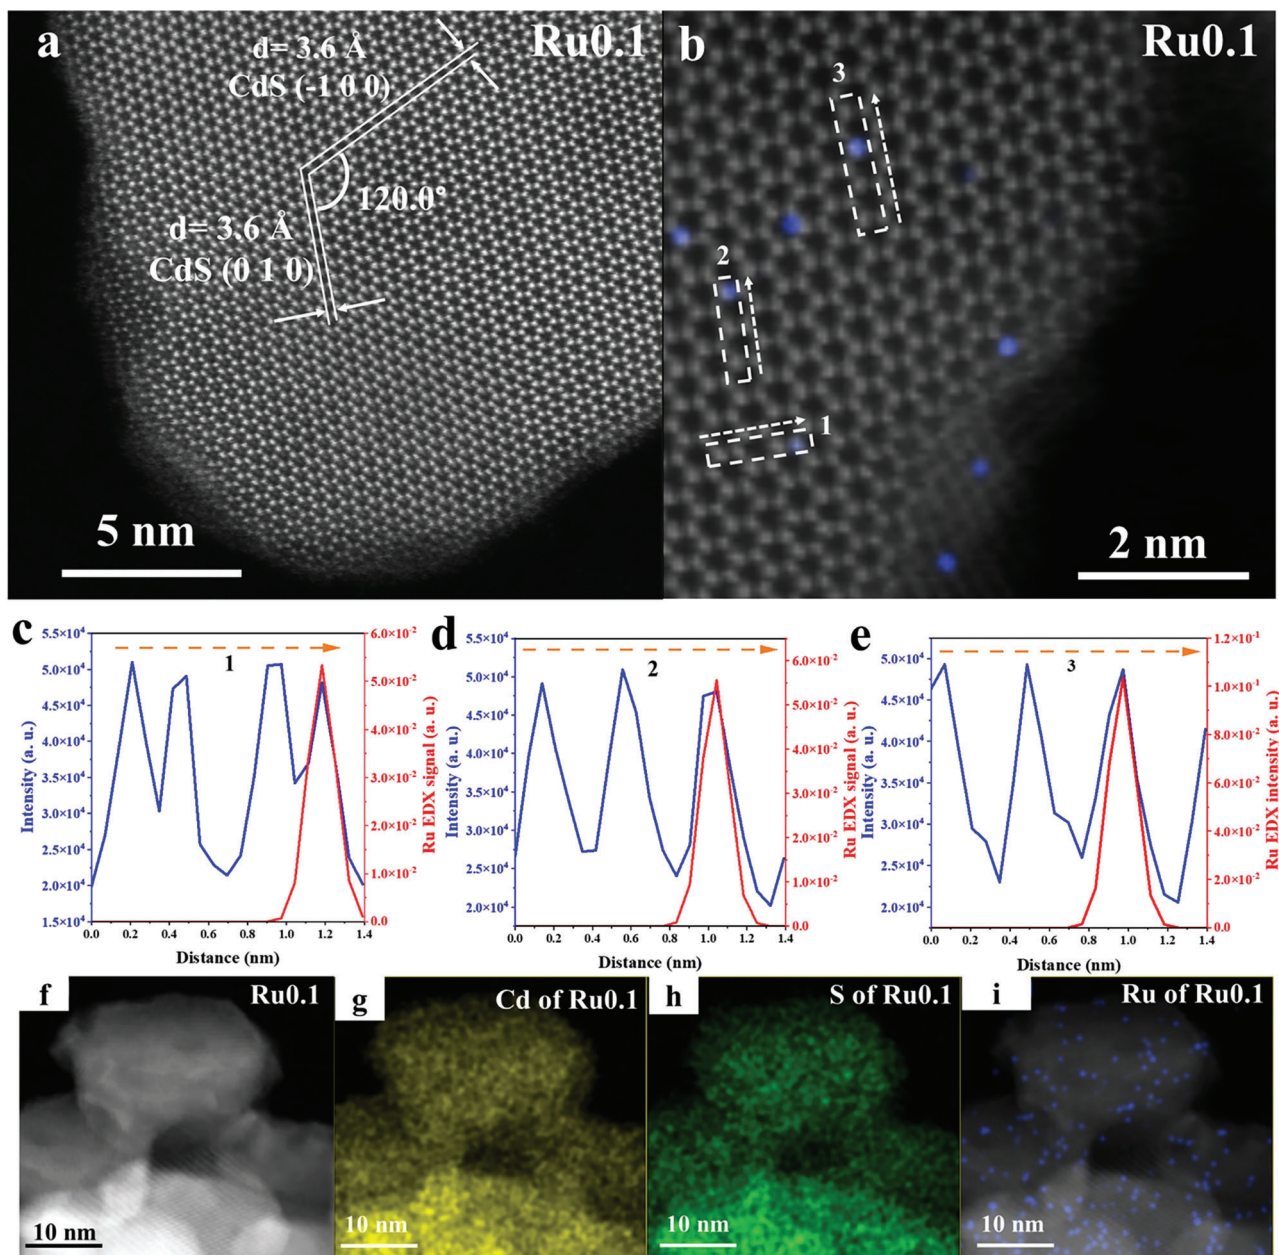 a
Ru0.1
d= 3.6 Å
CdS (-1 0 0)
120.0°
d= 3.6 Å
CdS (0 1 0)
5 nm
b
Ru0.1
3
2
1
2 nm
c
1
5.5×10⁴
5.0×10⁴
4.5×10⁴
4.0×10⁴
3.5×10⁴
3.0×10⁴
2.5×10⁴
2.0×10⁴
1.5×10⁴
Intensity (a. u.)
6.0×10⁻²
5.0×10⁻²
4.0×10⁻²
3.0×10⁻²
2.0×10⁻²
1.0×10⁻²
0.0
Ru EDX signal (a. u.)
0.0 0.2 0.4 0.6 0.8 1.0 1.2 1.4
Distance (nm)
d
2
5.5×10⁴
5.0×10⁴
4.5×10⁴
4.0×10⁴
3.5×10⁴
3.0×10⁴
2.5×10⁴
2.0×10⁴
Intensity (a. u.)
6.0×10⁻²
5.0×10⁻²
4.0×10⁻²
3.0×10⁻²
2.0×10⁻²
1.0×10⁻²
0.0
Ru EDX signal (a. u.)
0.0 0.2 0.4 0.6 0.8 1.0 1.2 1.4
Distance (nm)
e
3
5.0×10⁴
4.5×10⁴
4.0×10⁴
3.5×10⁴
3.0×10⁴
2.5×10⁴
2.0×10⁴
Intensity (a. u.)
1.2×10⁻¹
1.0×10⁻¹
8.0×10⁻²
6.0×10⁻²
4.0×10⁻²
2.0×10⁻²
0.0
Ru EDX intensity (a. u.)
0.0 0.2 0.4 0.6 0.8 1.0 1.2 1.4
Distance (nm)
f
Ru0.1
10 nm
g
Cd of Ru0.1
10 nm
h
S of Ru0.1
10 nm
i
Ru of Ru0.1
10 nm